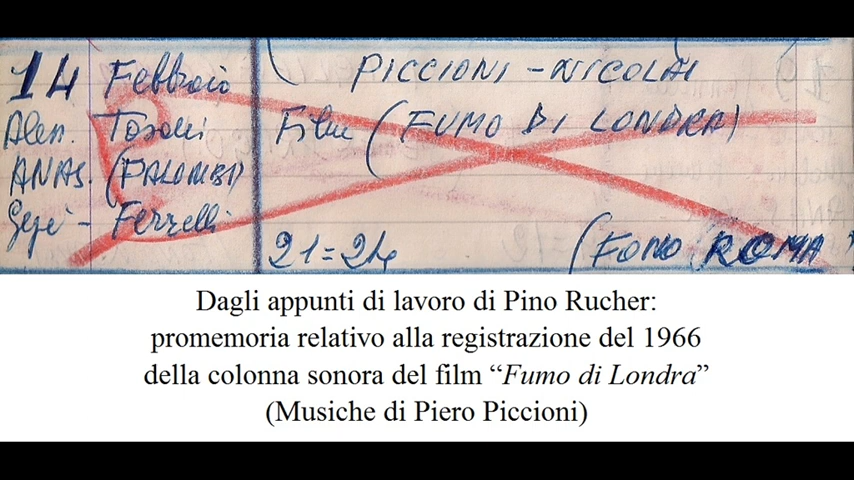 14 Febbraio
PICCIONI - NICOLAI
Alen. Tosoni
Film (FUMO DI LONDRA)
ANAS. (PALOMBI)
Gegè - Ferrelli
21=24
(FONO ROMA)
Dagli appunti di lavoro di Pino Rucher:
promemoria relativo alla registrazione del 1966
della colonna sonora del film “Fumo di Londra”
(Musiche di Piero Piccioni)